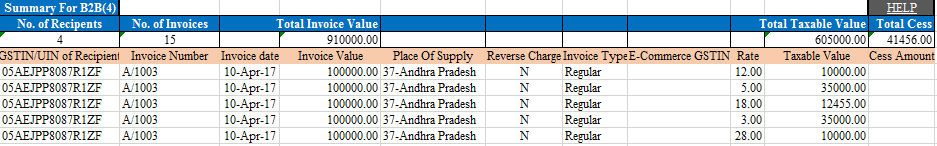 Summary For B2B(4) HELP
No. of Recipents No. of Invoices Total Invoice Value Total Taxable Value Total Cess
4 15 910000.00 605000.00 41456.00
GSTIN/UIN of Recipient Invoice Number Invoice date Invoice Value Place Of Supply Reverse Charge Invoice Type E-Commerce GSTIN Rate Taxable Value Cess Amount
05AEJPP8087R1ZF A/1003 10-Apr-17 100000.00 37-Andhra Pradesh N Regular 12.00 10000.00
05AEJPP8087R1ZF A/1003 10-Apr-17 100000.00 37-Andhra Pradesh N Regular 5.00 35000.00
05AEJPP8087R1ZF A/1003 10-Apr-17 100000.00 37-Andhra Pradesh N Regular 18.00 12455.00
05AEJPP8087R1ZF A/1003 10-Apr-17 100000.00 37-Andhra Pradesh N Regular 3.00 35000.00
05AEJPP8087R1ZF A/1003 10-Apr-17 100000.00 37-Andhra Pradesh N Regular 28.00 10000.00